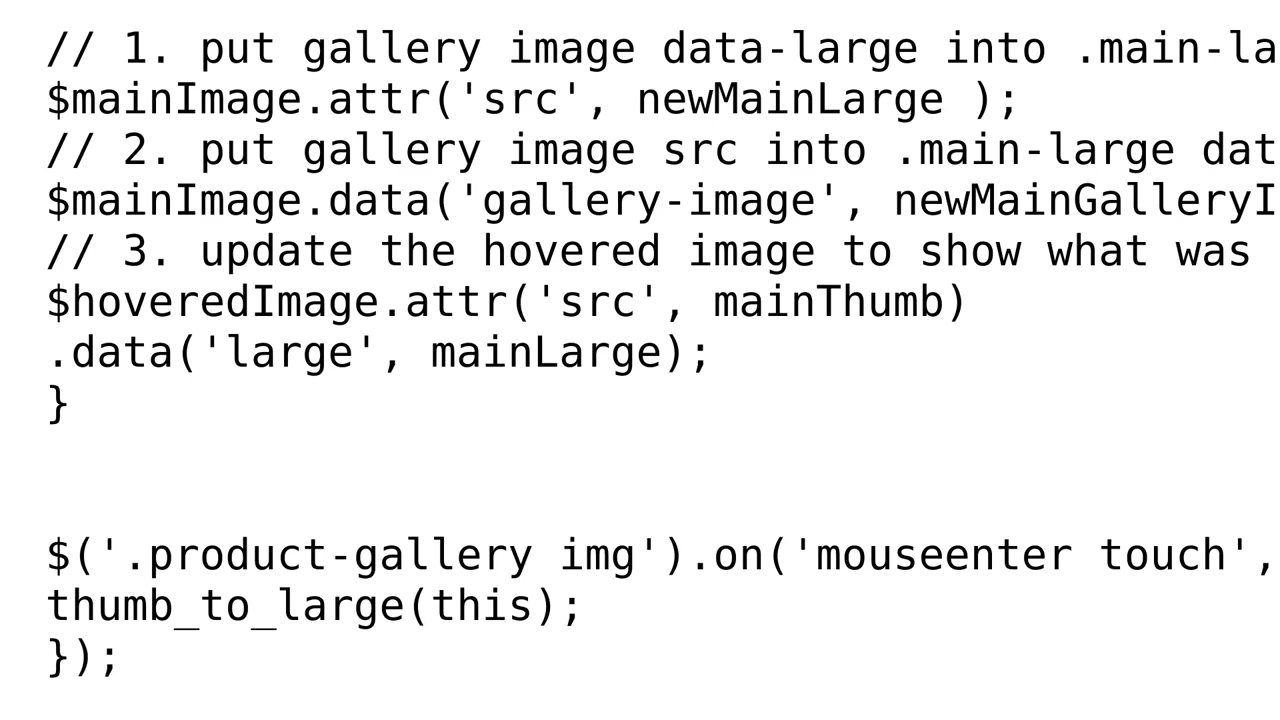 // 1. put gallery image data-large into .main-la
$mainImage.attr('src', newMainLarge );
// 2. put gallery image src into .main-large dat
$mainImage.data('gallery-image', newMainGalleryI
// 3. update the hovered image to show what was
$hoveredImage.attr('src', mainThumb)
.data('large', mainLarge);
}
$('.product-gallery img').on('mouseenter touch',
thumb_to_large(this);
});